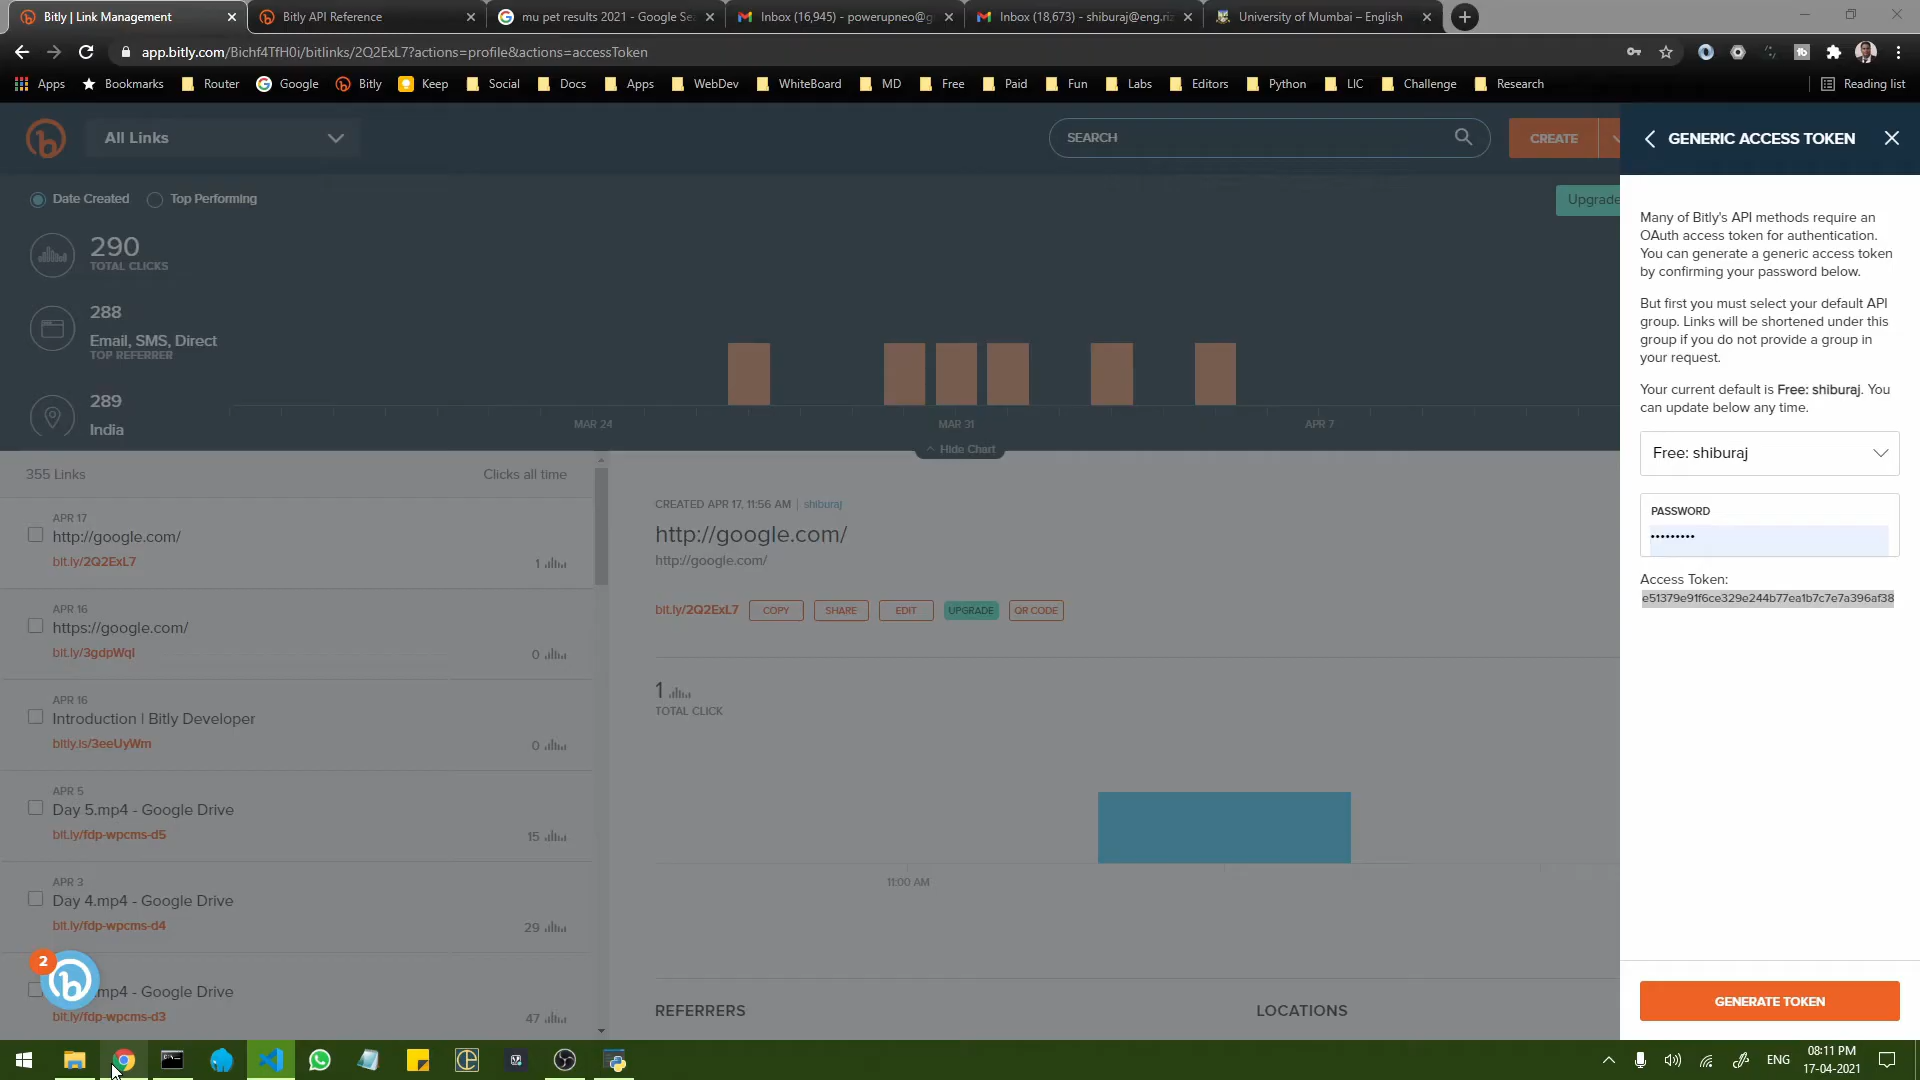 Bitly | Link Management
Bitly API Reference
mu pet results 2021 - Google Se
Inbox (16,945) - powerupneo@g
Inbox (18,673) - shiburaj@eng.ri
University of Mumbai – English
app.bitly.com/Bichf4TfH0i/bitlinks/2Q2ExL7?actions=profile&actions=accessToken
Apps
Bookmarks
Router
Google
Bitly
Keep
Social
Docs
Apps
WebDev
WhiteBoard
MD
Free
Paid
Fun
Labs
Editors
Python
LIC
Challenge
Research
Reading list
All Links
SEARCH
CREATE
GENERIC ACCESS TOKEN
Date Created
Top Performing
Upgrade
290
TOTAL CLICKS
288
Email, SMS, Direct
TOP REFERRER
289
India
MAR 24
MAR 31
APR 7
Hide Chart
355 Links
Clicks all time
APR 17
http://google.com/
bit.ly/2Q2ExL7
1
APR 16
https://google.com/
bit.ly/3gdpWql
0
APR 16
Introduction | Bitly Developer
bitly.is/3eeUyWm
0
APR 5
Day 5.mp4 - Google Drive
bit.ly/fdp-wpcms-d5
15
APR 3
Day 4.mp4 - Google Drive
bit.ly/fdp-wpcms-d4
29
2
.mp4 - Google Drive
bit.ly/fdp-wpcms-d3
47
CREATED APR 17, 11:56 AM | shiburaj
http://google.com/
http://google.com/
bit.ly/2Q2ExL7
COPY
SHARE
EDIT
UPGRADE
QR CODE
1
TOTAL CLICK
11:00 AM
REFERRERS
LOCATIONS
Many of Bitly's API methods require an
OAuth access token for authentication.
You can generate a generic access token
by confirming your password below.
But first you must select your default API
group. Links will be shortened under this
group if you do not provide a group in
your request.
Your current default is Free: shiburaj. You
can update below any time.
Free: shiburaj
PASSWORD
•••••••••
Access Token:
e51379e91f6ce329e244b77ea1b7c7e7a396af38
GENERATE TOKEN
ENG
08:11 PM
17-04-2021